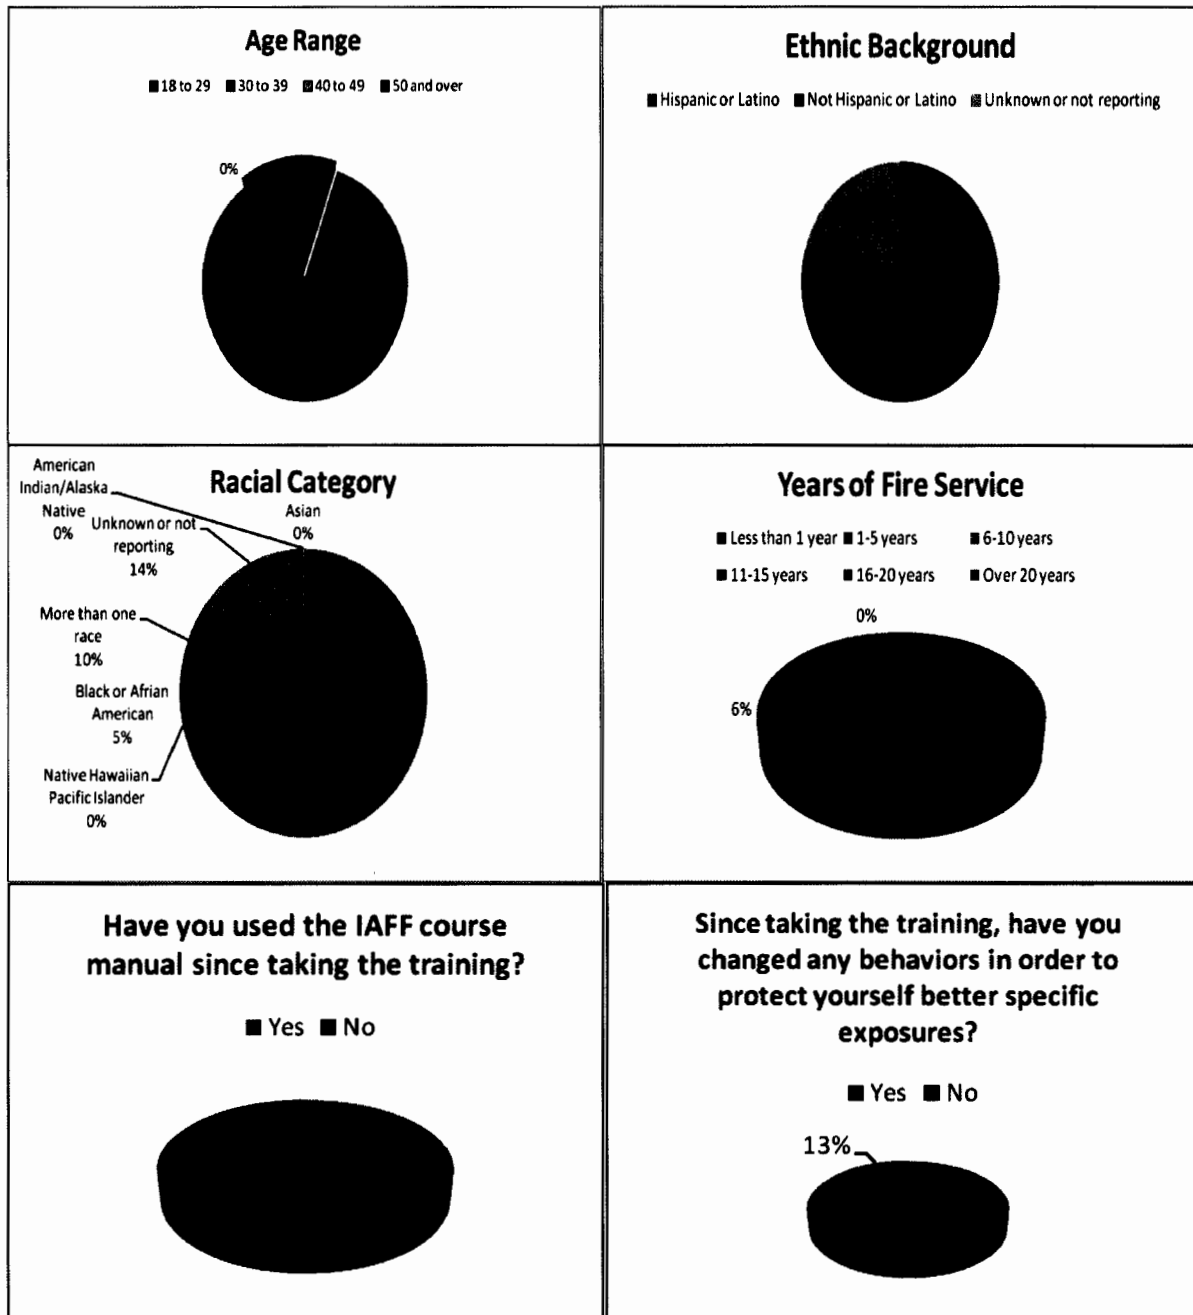 Age Range
■ 18 to 29 ■ 30 to 39 ■ 40 to 49 ■ 50 and over
0%
Ethnic Background
■ Hispanic or Latino ■ Not Hispanic or Latino ■ Unknown or not reporting
Racial Category
American
Indian/Alaska
Native
0%
Unknown or not
reporting
14%
Asian
0%
More than one
race
10%
Black or Afrian
American
5%
Native Hawaiian
Pacific Islander
0%
Years of Fire Service
■ Less than 1 year ■ 1-5 years ■ 6-10 years
■ 11-15 years ■ 16-20 years ■ Over 20 years
0%
6%
Have you used the IAFF course
manual since taking the training?
■ Yes ■ No
Since taking the training, have you
changed any behaviors in order to
protect yourself better specific
exposures?
■ Yes ■ No
13%